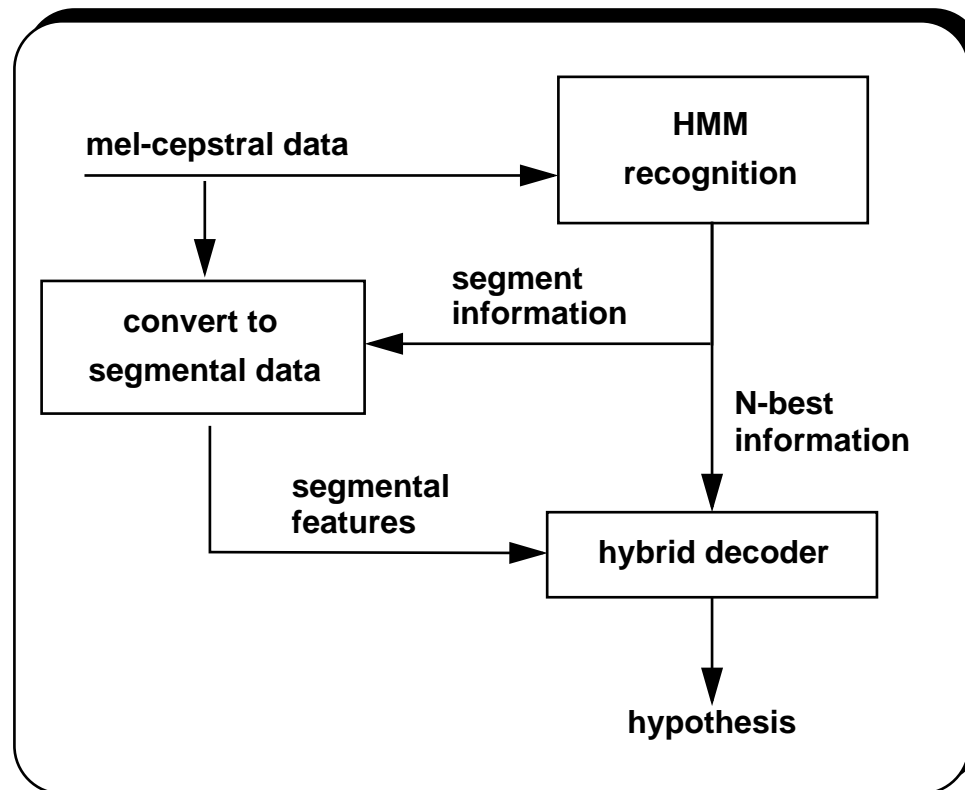 HMM
recognition
mel-cepstral data
segment
information
convert to
segmental data
N-best
information
segmental
features
hybrid decoder
hypothesis